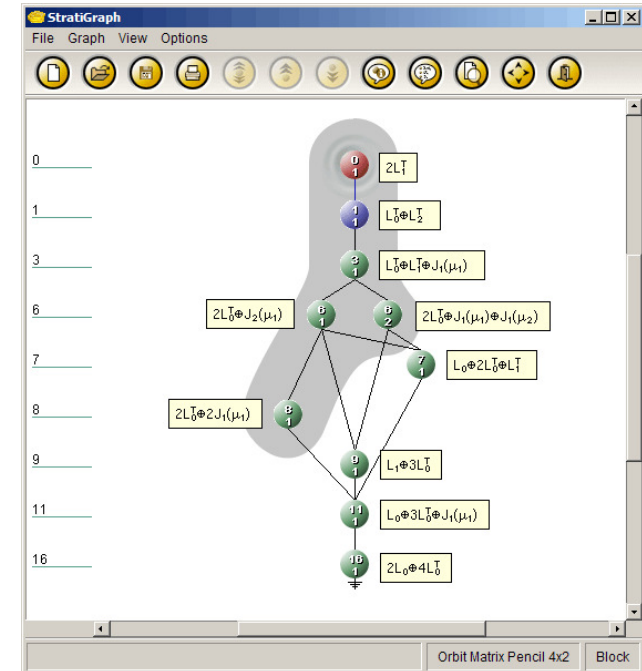 StratiGraph
File Graph View Options
0
0
1
2L₁ᵀ
1
1
1
L₀ᵀ⊕L₂ᵀ
3
3
1
L₀ᵀ⊕L₁ᵀ⊕J₁(μ₁)
6
2L₀ᵀ⊕J₂(μ₁)
6
1
6
2
2L₀ᵀ⊕J₁(μ₁)⊕J₁(μ₂)
7
7
1
L₀⊕2L₀ᵀ⊕L₁ᵀ
8
2L₀ᵀ⊕2J₁(μ₁)
8
1
9
9
1
L₁⊕3L₀ᵀ
11
11
1
L₀⊕3L₀ᵀ⊕J₁(μ₁)
16
16
1
2L₀⊕4L₀ᵀ
Orbit Matrix Pencil 4x2 Block